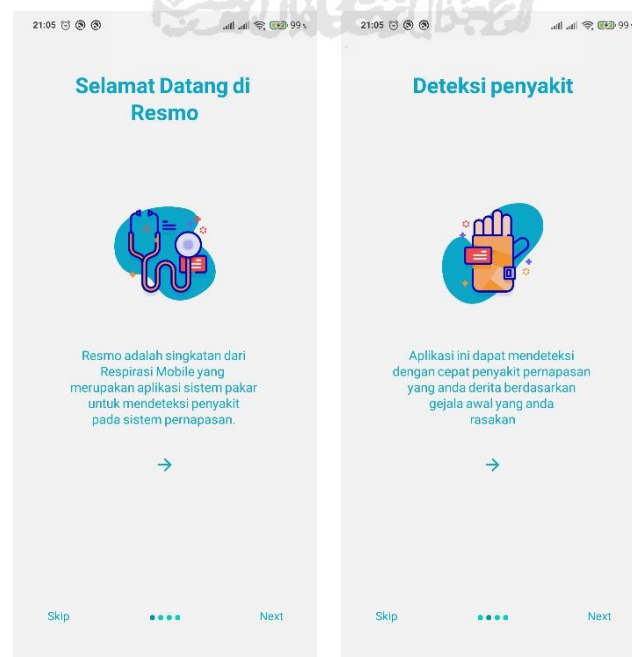 21:05
99
Selamat Datang di
Resmo
Resmo adalah singkatan dari
Respirasi Mobile yang
merupakan aplikasi sistem pakar
untuk mendeteksi penyakit
pada sistem pernapasan.
Skip
Next
21:05
99
Deteksi penyakit
Aplikasi ini dapat mendeteksi
dengan cepat penyakit pernapasan
yang anda derita berdasarkan
gejala awal yang anda
rasakan
Skip
Next